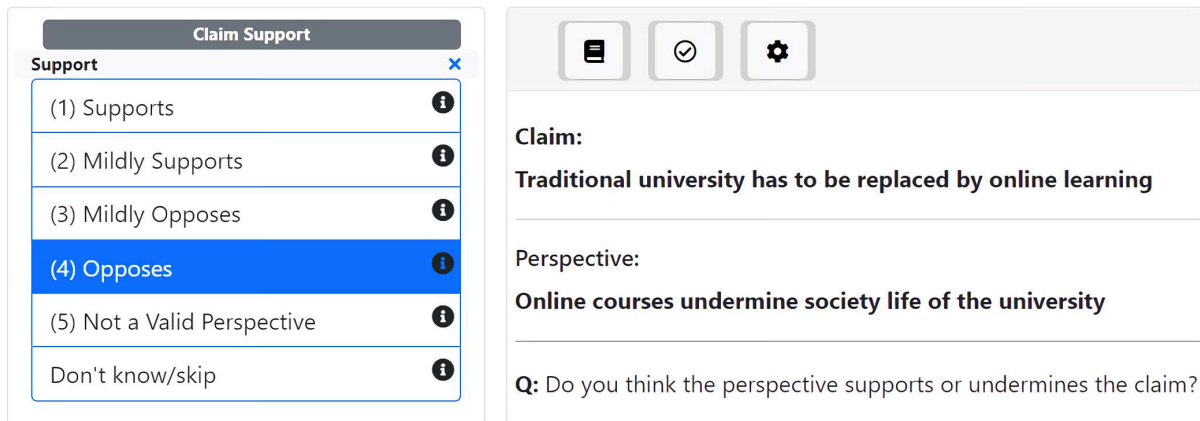 Claim Support
Support
(1) Supports
(2) Mildly Supports
(3) Mildly Opposes
(4) Opposes
(5) Not a Valid Perspective
Don't know/skip
Claim:
Traditional university has to be replaced by online learning
Perspective:
Online courses undermine society life of the university
Q: Do you think the perspective supports or undermines the claim?